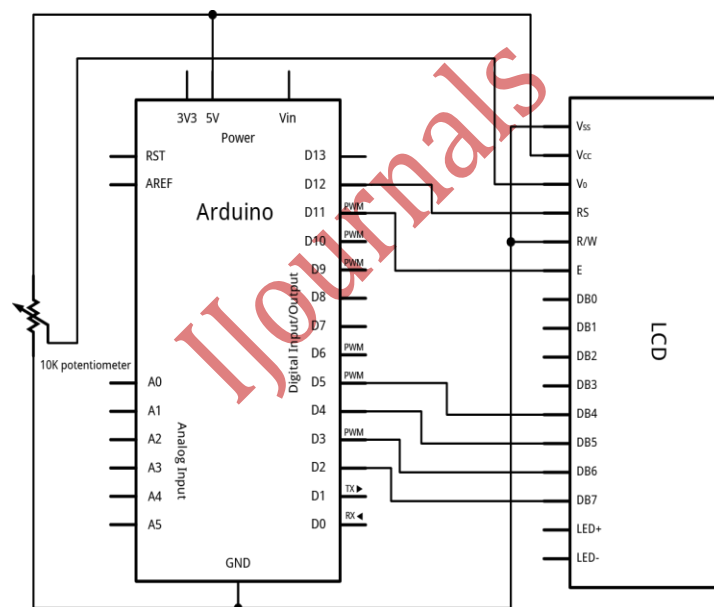 3V3 5V Vin
Power
RST
AREF
Arduino
D13
D12
PWM
D11
PWM
D10
PWM
D9
D8
D7
D6
PWM
D5
D4
PWM
D3
D2
TX ▶
D1
RX ◀
D0
Digital Input/Output
10K potentiometer
A0
A1
A2
A3
A4
A5
Analog Input
GND
Vss
Vcc
V0
RS
R/W
E
DB0
DB1
DB2
DB3
DB4
DB5
DB6
DB7
LED+
LED-
LCD
IJournals